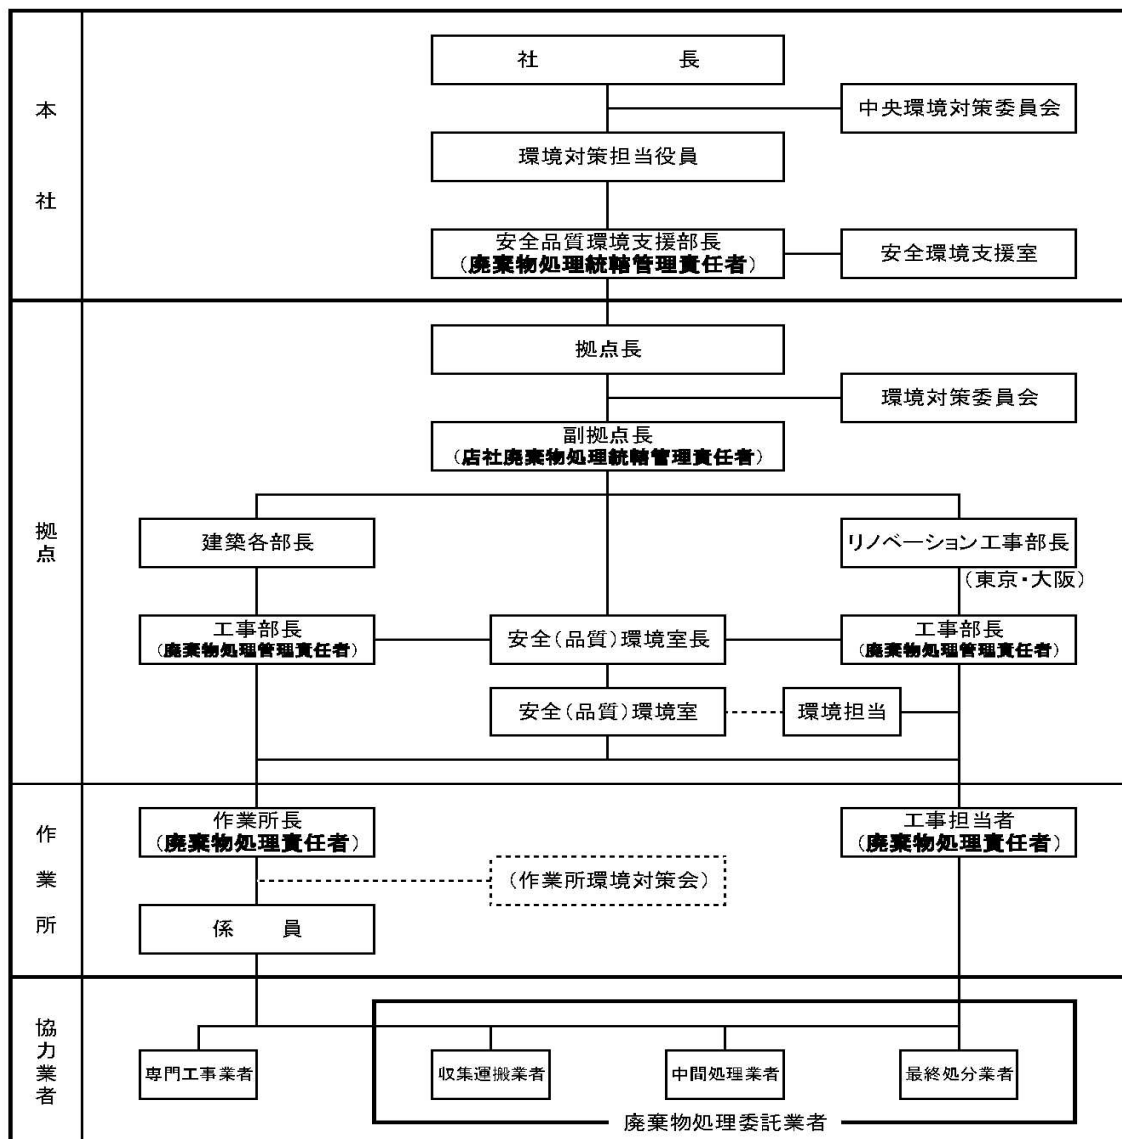 本社
社　長
中央環境対策委員会
環境対策担当役員
安全品質環境支援部長
（廃棄物処理統轄管理責任者）
安全環境支援室
拠点
拠点長
環境対策委員会
副拠点長
（店社廃棄物処理統轄管理責任者）
建築各部長
リノベーション工事部長
（東京・大阪）
工事部長
（廃棄物処理管理責任者）
安全（品質）環境室長
工事部長
（廃棄物処理管理責任者）
安全（品質）環境室
環境担当
作業所
作業所長
（廃棄物処理責任者）
工事担当者
（廃棄物処理責任者）
（作業所環境対策会）
係　員
協力業者
専門工事業者
収集運搬業者
中間処理業者
最終処分業者
廃棄物処理委託業者